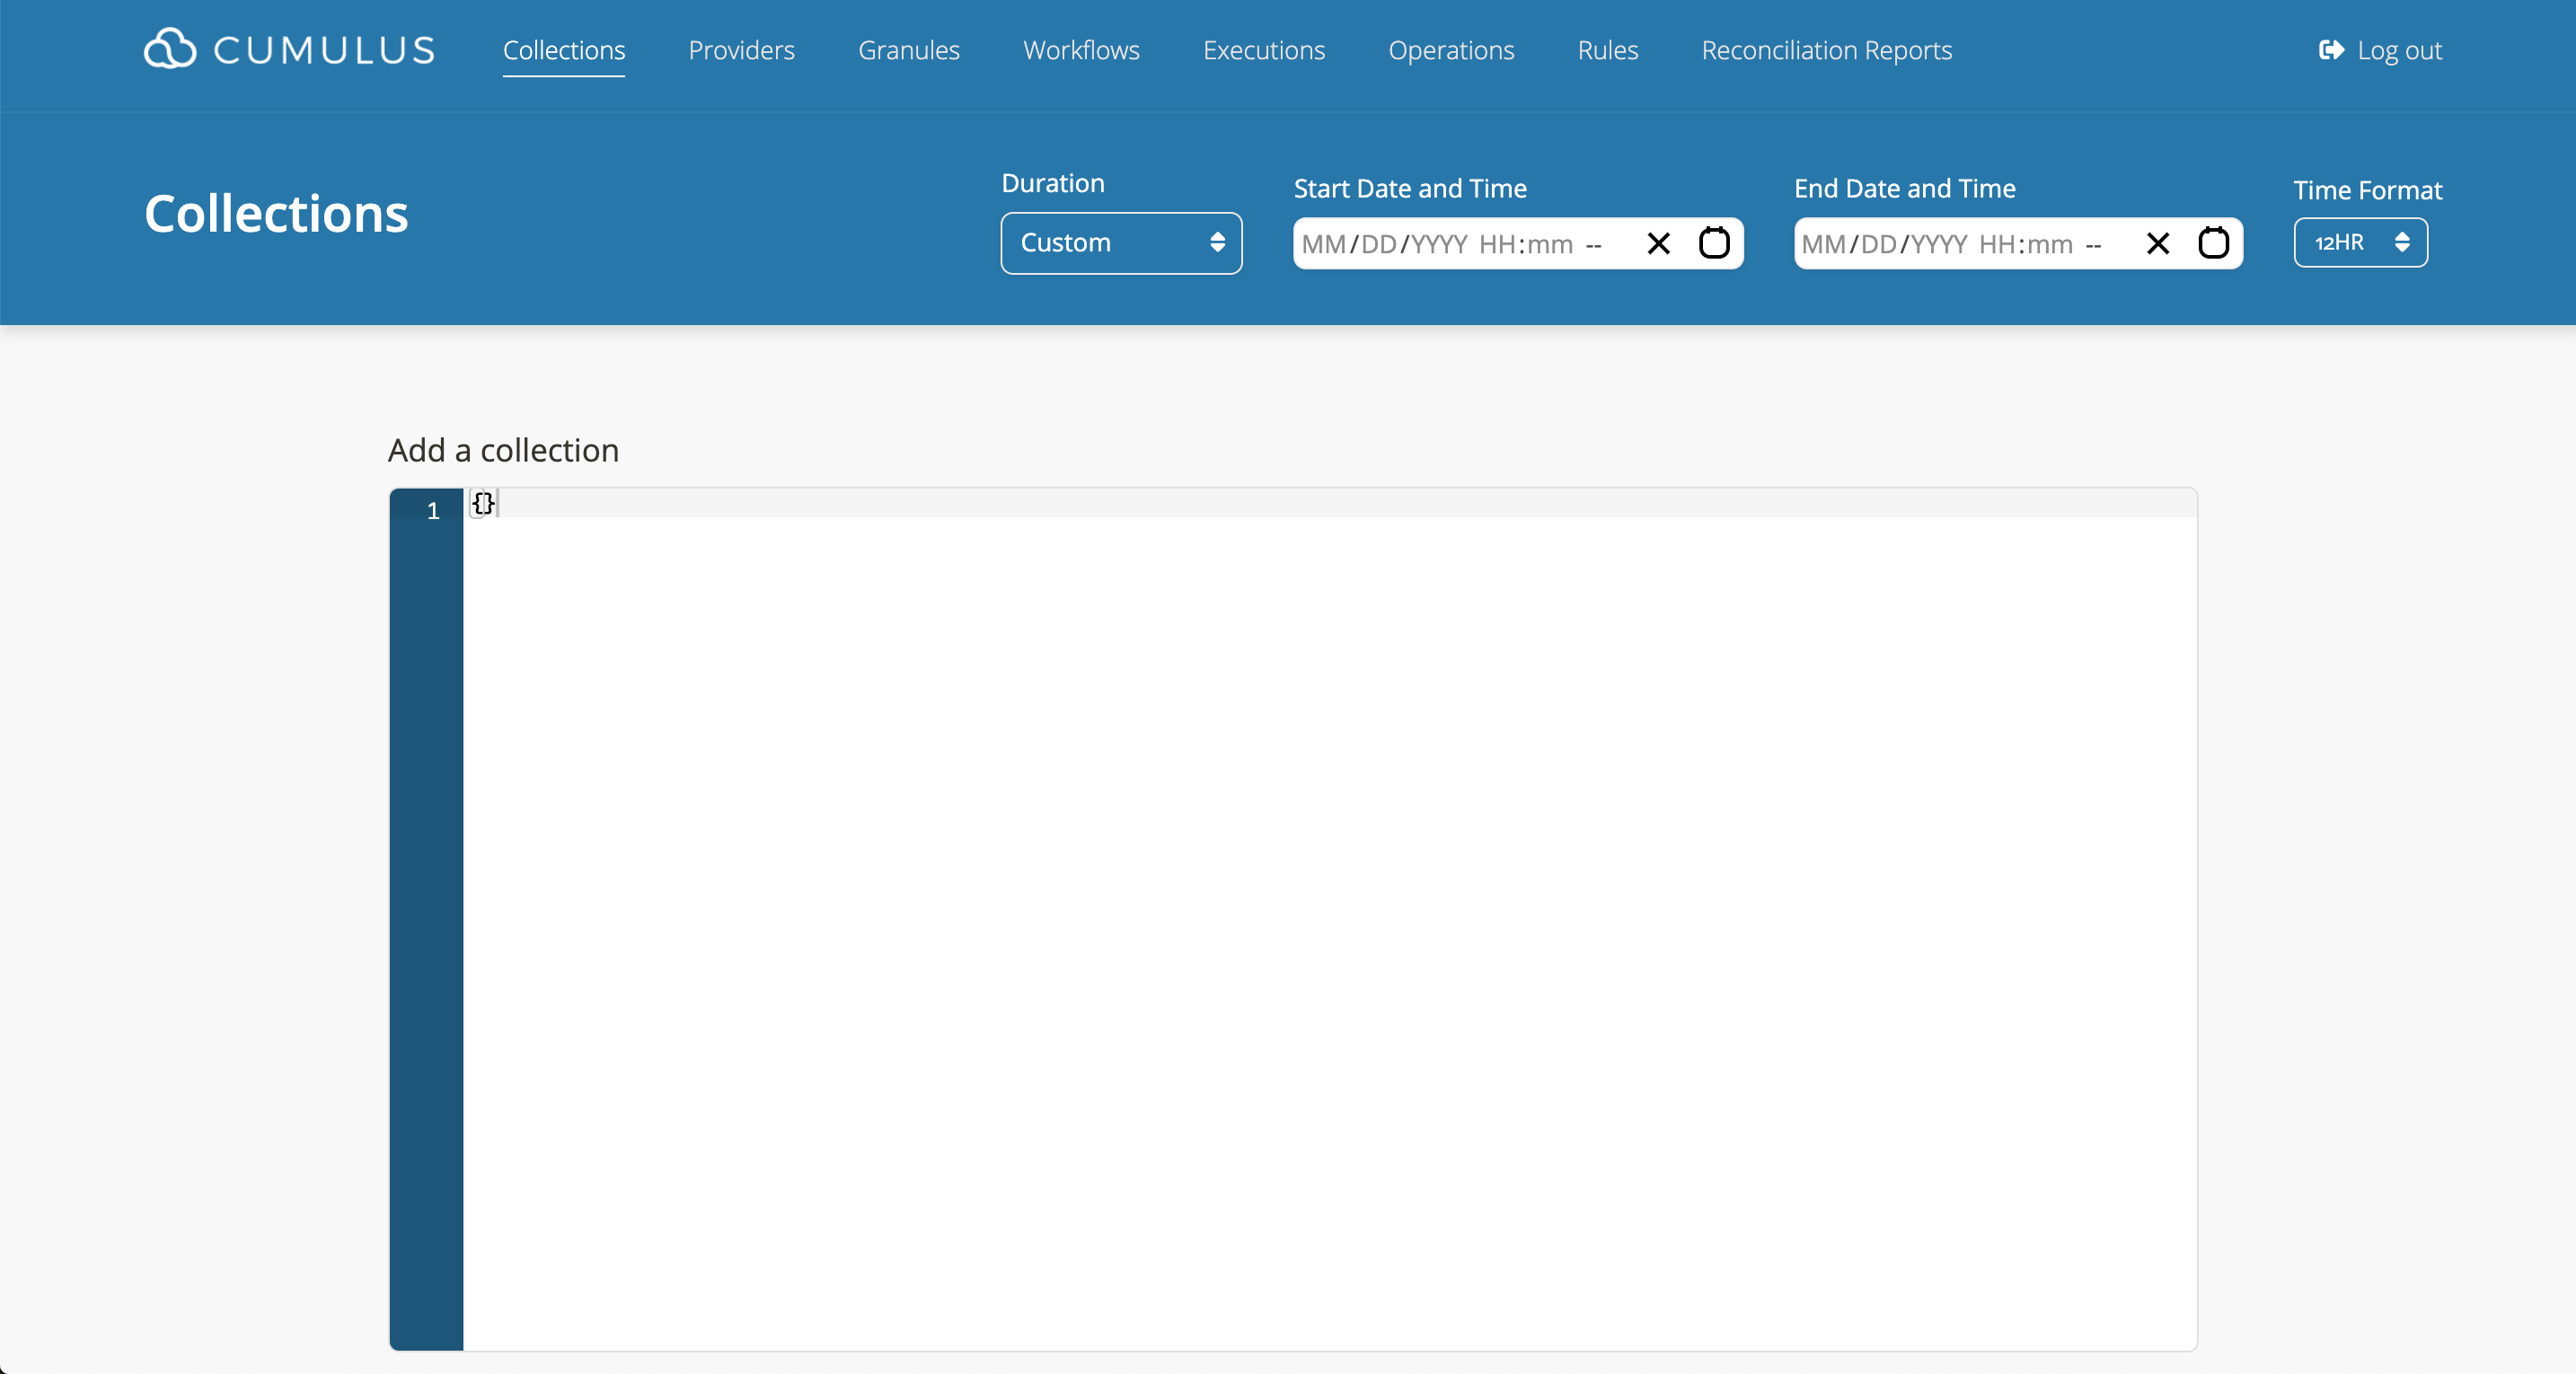 CUMULUS Collections Providers Granules Workflows Executions Operations Rules Reconciliation Reports Log out
Collections
Duration
Custom
Start Date and Time
MM/DD/YYYY HH:mm --
End Date and Time
MM/DD/YYYY HH:mm --
Time Format
12HR
Add a collection
1 {}